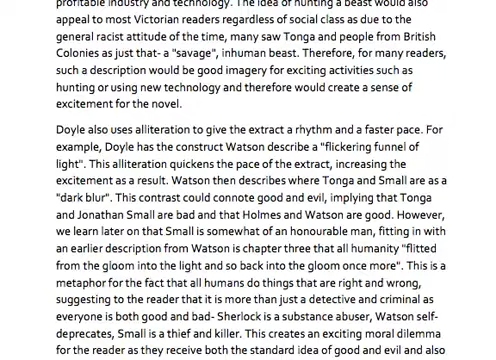 profitable industry and technology. The idea of hunting a beast would also
appeal to most Victorian readers regardless of social class as due to the
general racist attitude of the time, many saw Tonga and people from British
Colonies as just that- a "savage", inhuman beast. Therefore, for many readers,
such a description would be good imagery for exciting activities such as
hunting or using new technology and therefore would create a sense of
excitement for the novel.
Doyle also uses alliteration to give the extract a rhythm and a faster pace. For
example, Doyle has the construct Watson describe a "flickering funnel of
light". This alliteration quickens the pace of the extract, increasing the
excitement as a result. Watson then describes where Tonga and Small are as a
"dark blur". This contrast could connote good and evil, implying that Tonga
and Jonathan Small are bad and that Holmes and Watson are good. However,
we learn later on that Small is somewhat of an honourable man, fitting in with
an earlier description from Watson is chapter three that all humanity "flitted
from the gloom into the light and so back into the gloom once more". This is a
metaphor for the fact that all humans do things that are right and wrong,
suggesting to the reader that it is more than just a detective and criminal as
everyone is both good and bad- Sherlock is a substance abuser, Watson self-
deprecates, Small is a thief and killer. This creates an exciting moral dilemma
for the reader as they receive both the standard idea of good and evil and also